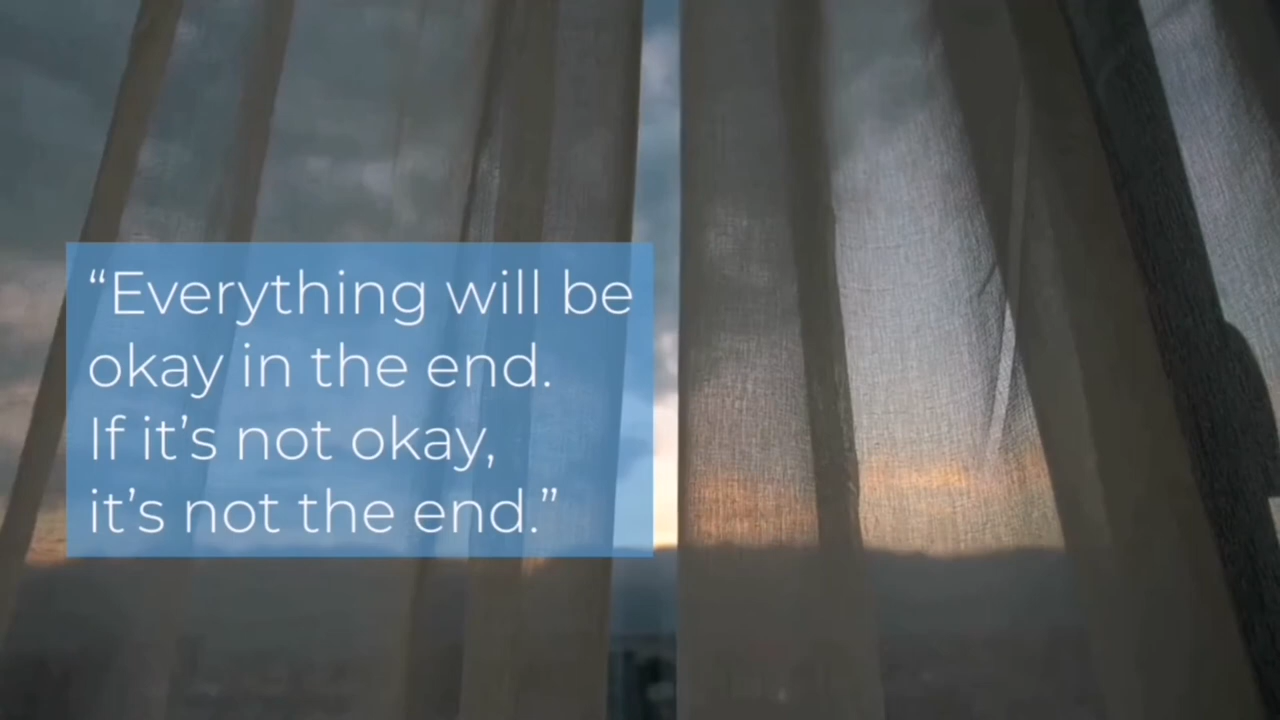 “Everything will be
okay in the end.
If it’s not okay,
it’s not the end.”